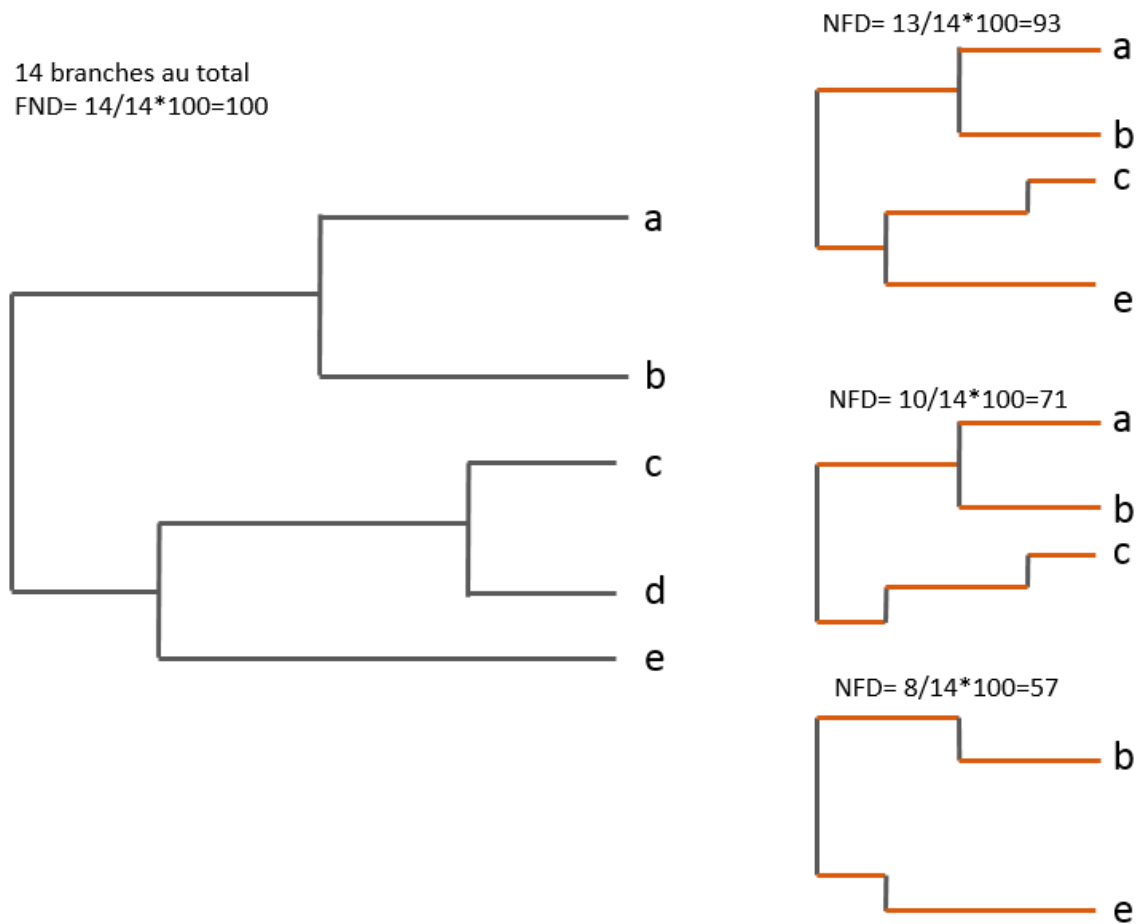 14 branches au total
FND= 14/14*100=100
a
b
c
d
e
NFD= 13/14*100=93
a
b
c
e
NFD= 10/14*100=71
a
b
c
NFD= 8/14*100=57
b
e